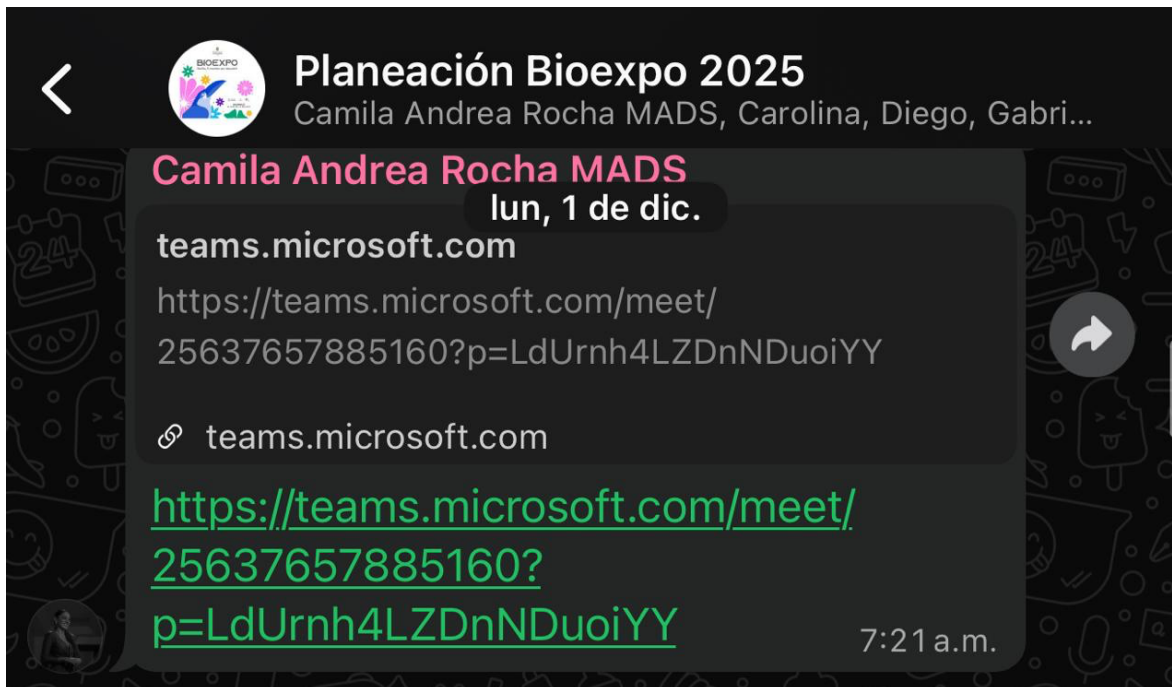 Planeación Bioexpo 2025
Camila Andrea Rocha MADS, Carolina, Diego, Gabri...
BIOEXPO
Camila Andrea Rocha MADS
lun, 1 de dic.
teams.microsoft.com
https://teams.microsoft.com/meet/
25637657885160?p=LdUrnh4LZDnNDuoiYY
teams.microsoft.com
https://teams.microsoft.com/meet/
25637657885160?
p=LdUrnh4LZDnNDuoiYY
7:21 a.m.